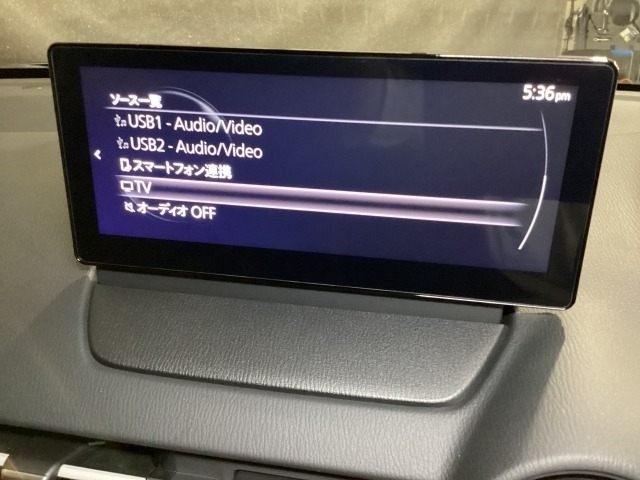 5:36pm
ソース一覧
USB1 - Audio/Video
USB2 - Audio/Video
スマートフォン連携
TV
オーディオ OFF